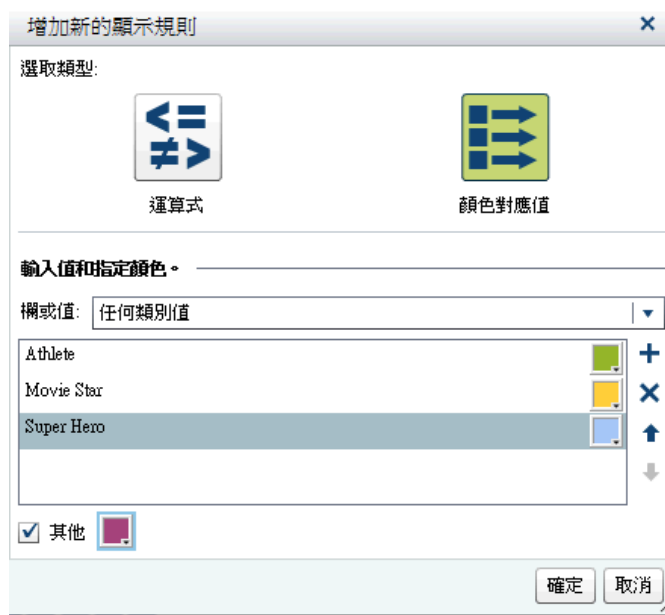 增加新的顯示規則
選取類型:
運算式
顏色對應值
輸入值和指定顏色。
欄或值: 任何類別值
Athlete
Movie Star
Super Hero
其他
確定 取消